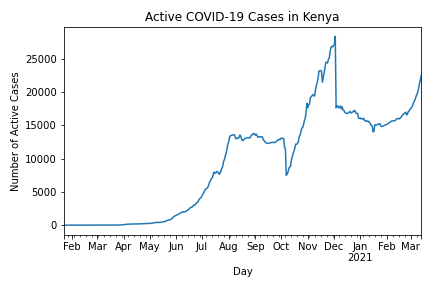 Active COVID-19 Cases in Kenya
Number of Active Cases
25000
20000
15000
10000
5000
0
Feb Mar Apr May Jun Jul Aug Sep Oct Nov Dec Jan Feb Mar
2021
Day